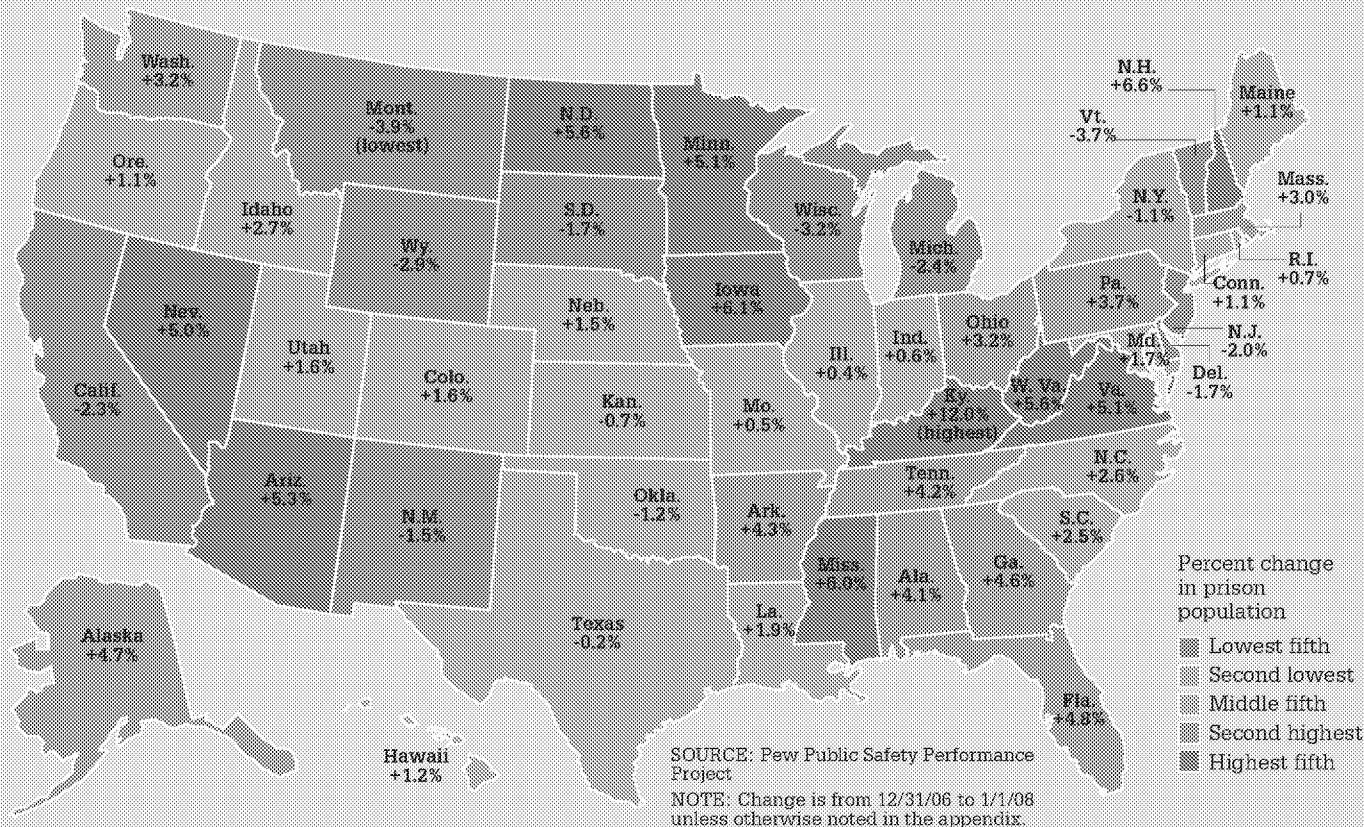 Wash.
+3.2%
Ore.
+1.1%
Idaho
+2.7%
Mont.
-3.9%
(lowest)
Wy.
-2.9%
N.D.
+5.6%
S.D.
-1.7%
Minn.
+5.1%
Wisc.
-3.2%
Mich.
-2.4%
Iowa
+6.1%
Neb.
+1.5%
Nev.
+5.0%
Utah
+1.6%
Colo.
+1.6%
Calif.
-2.3%
Kan.
-0.7%
Mo.
+0.5%
Ill.
+0.4%
Ind.
+0.6%
Ohio
+3.2%
Ky.
+12.0%
(highest)
W. Va.
+5.6%
Va.
+5.1%
Pa.
+3.7%
N.Y.
-1.1%
Vt.
-3.7%
N.H.
+6.6%
Maine
+1.1%
Mass.
+3.0%
R.I.
+0.7%
Conn.
+1.1%
N.J.
-2.0%
Md.
+1.7%
Del.
-1.7%
Ariz.
+5.3%
N.M.
-1.5%
Okla.
-1.2%
Ark.
+4.3%
Tenn.
+4.2%
N.C.
+2.6%
S.C.
+2.5%
Miss.
+6.0%
Ala.
+4.1%
Ga.
+4.6%
La.
+1.9%
Texas
-0.2%
Fla.
+4.8%
Alaska
+4.7%
Hawaii
+1.2%
Percent change
in prison
population
Lowest fifth
Second lowest
Middle fifth
Second highest
Highest fifth
SOURCE: Pew Public Safety Performance
Project
NOTE: Change is from 12/31/06 to 1/1/08
unless otherwise noted in the appendix.